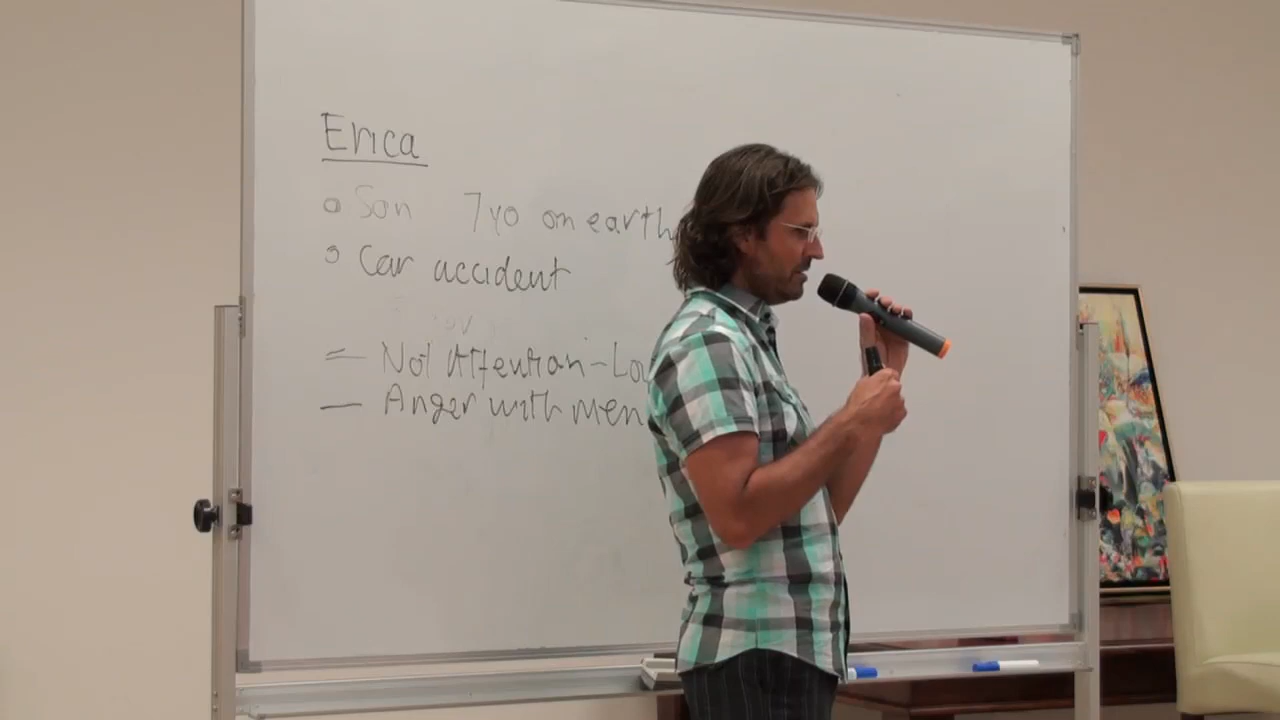 Erica
Son 7yo on earth
Car accident
Not Attention - Lo
Anger with men